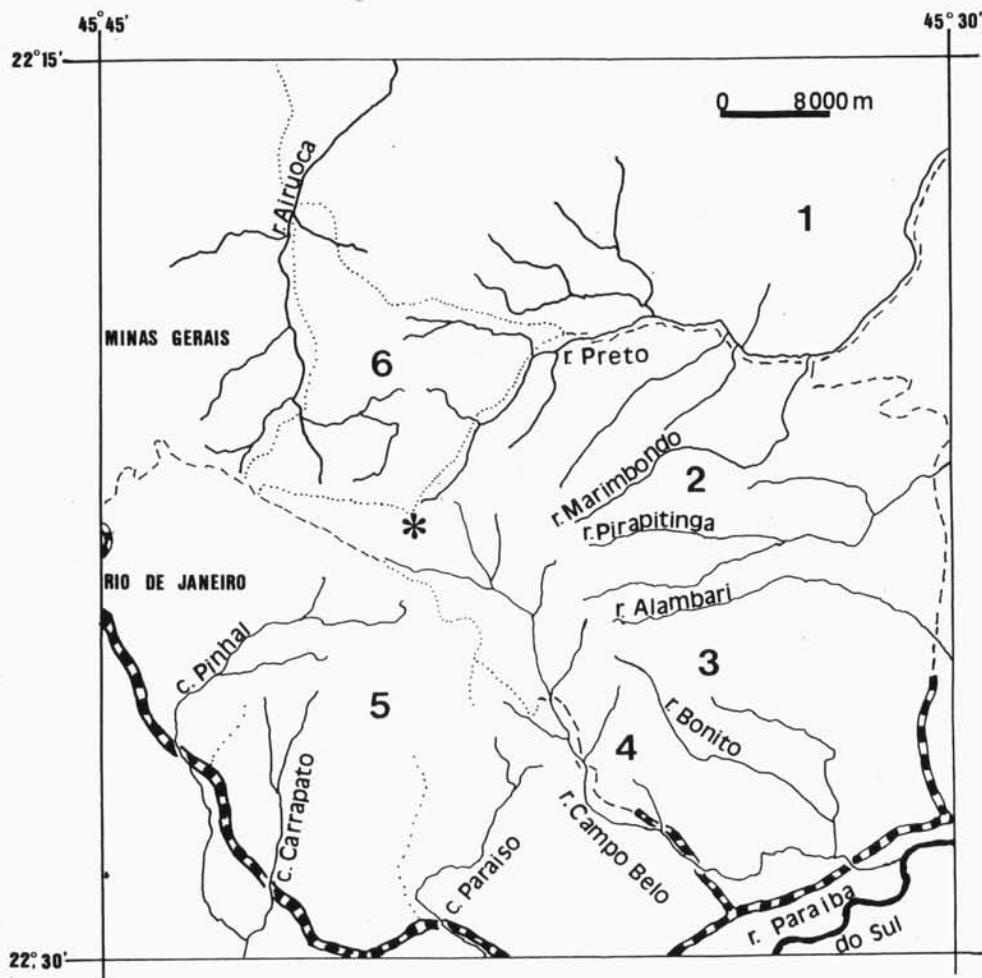 45°45'
45°30'
22°15'
0 8000 m
r. Airuoca
1
MINAS GERAIS
6
r. Preto
r. Marimbondo
2
*
r. Pirapitinga
RIO DE JANEIRO
r. Alambari
c. Pinhal
3
5
r. Bonito
4
c. Carrapato
r. Campo Belo
c. Paraiso
r. Paraiba
do Sul
22°30'